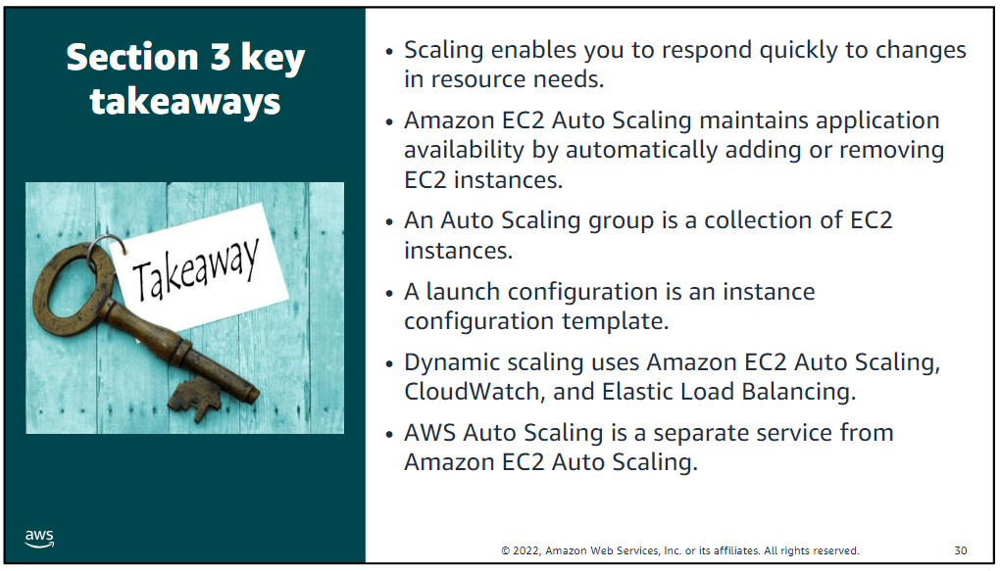 Section 3 key
takeaways
Takeaway
• Scaling enables you to respond quickly to changes
in resource needs.
• Amazon EC2 Auto Scaling maintains application
availability by automatically adding or removing
EC2 instances.
• An Auto Scaling group is a collection of EC2
instances.
• A launch configuration is an instance
configuration template.
• Dynamic scaling uses Amazon EC2 Auto Scaling,
CloudWatch, and Elastic Load Balancing.
• AWS Auto Scaling is a separate service from
Amazon EC2 Auto Scaling.
aws
© 2022, Amazon Web Services, Inc. or its affiliates. All rights reserved.
30